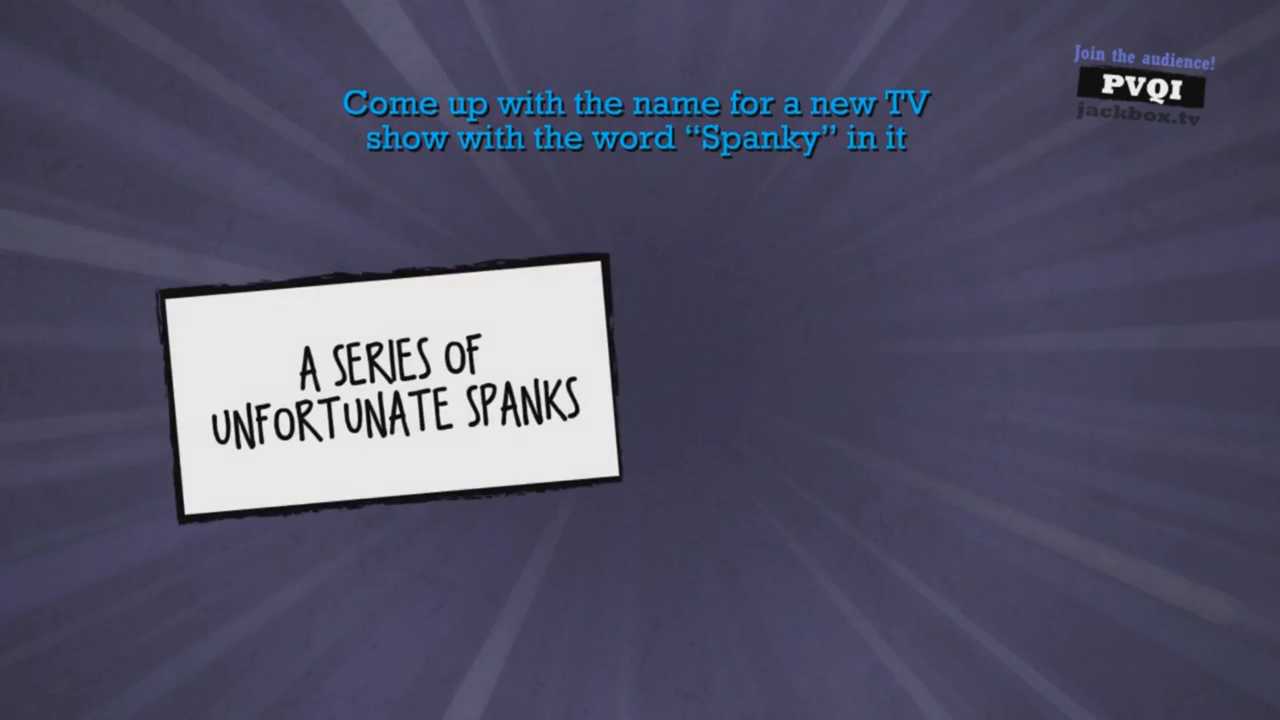 Join the audience!
PVQI
jackbox.tv
Come up with the name for a new TV
show with the word “Spanky” in it
A SERIES OF
UNFORTUNATE SPANKS